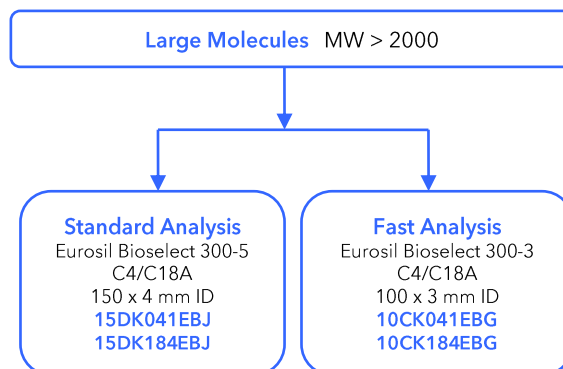 Large Molecules MW > 2000
Standard Analysis
Eurosil Bioselect 300-5
C4/C18A
150 x 4 mm ID
15DK041EBJ
15DK184EBJ
Fast Analysis
Eurosil Bioselect 300-3
C4/C18A
100 x 3 mm ID
10CK041EBG
10CK184EBG